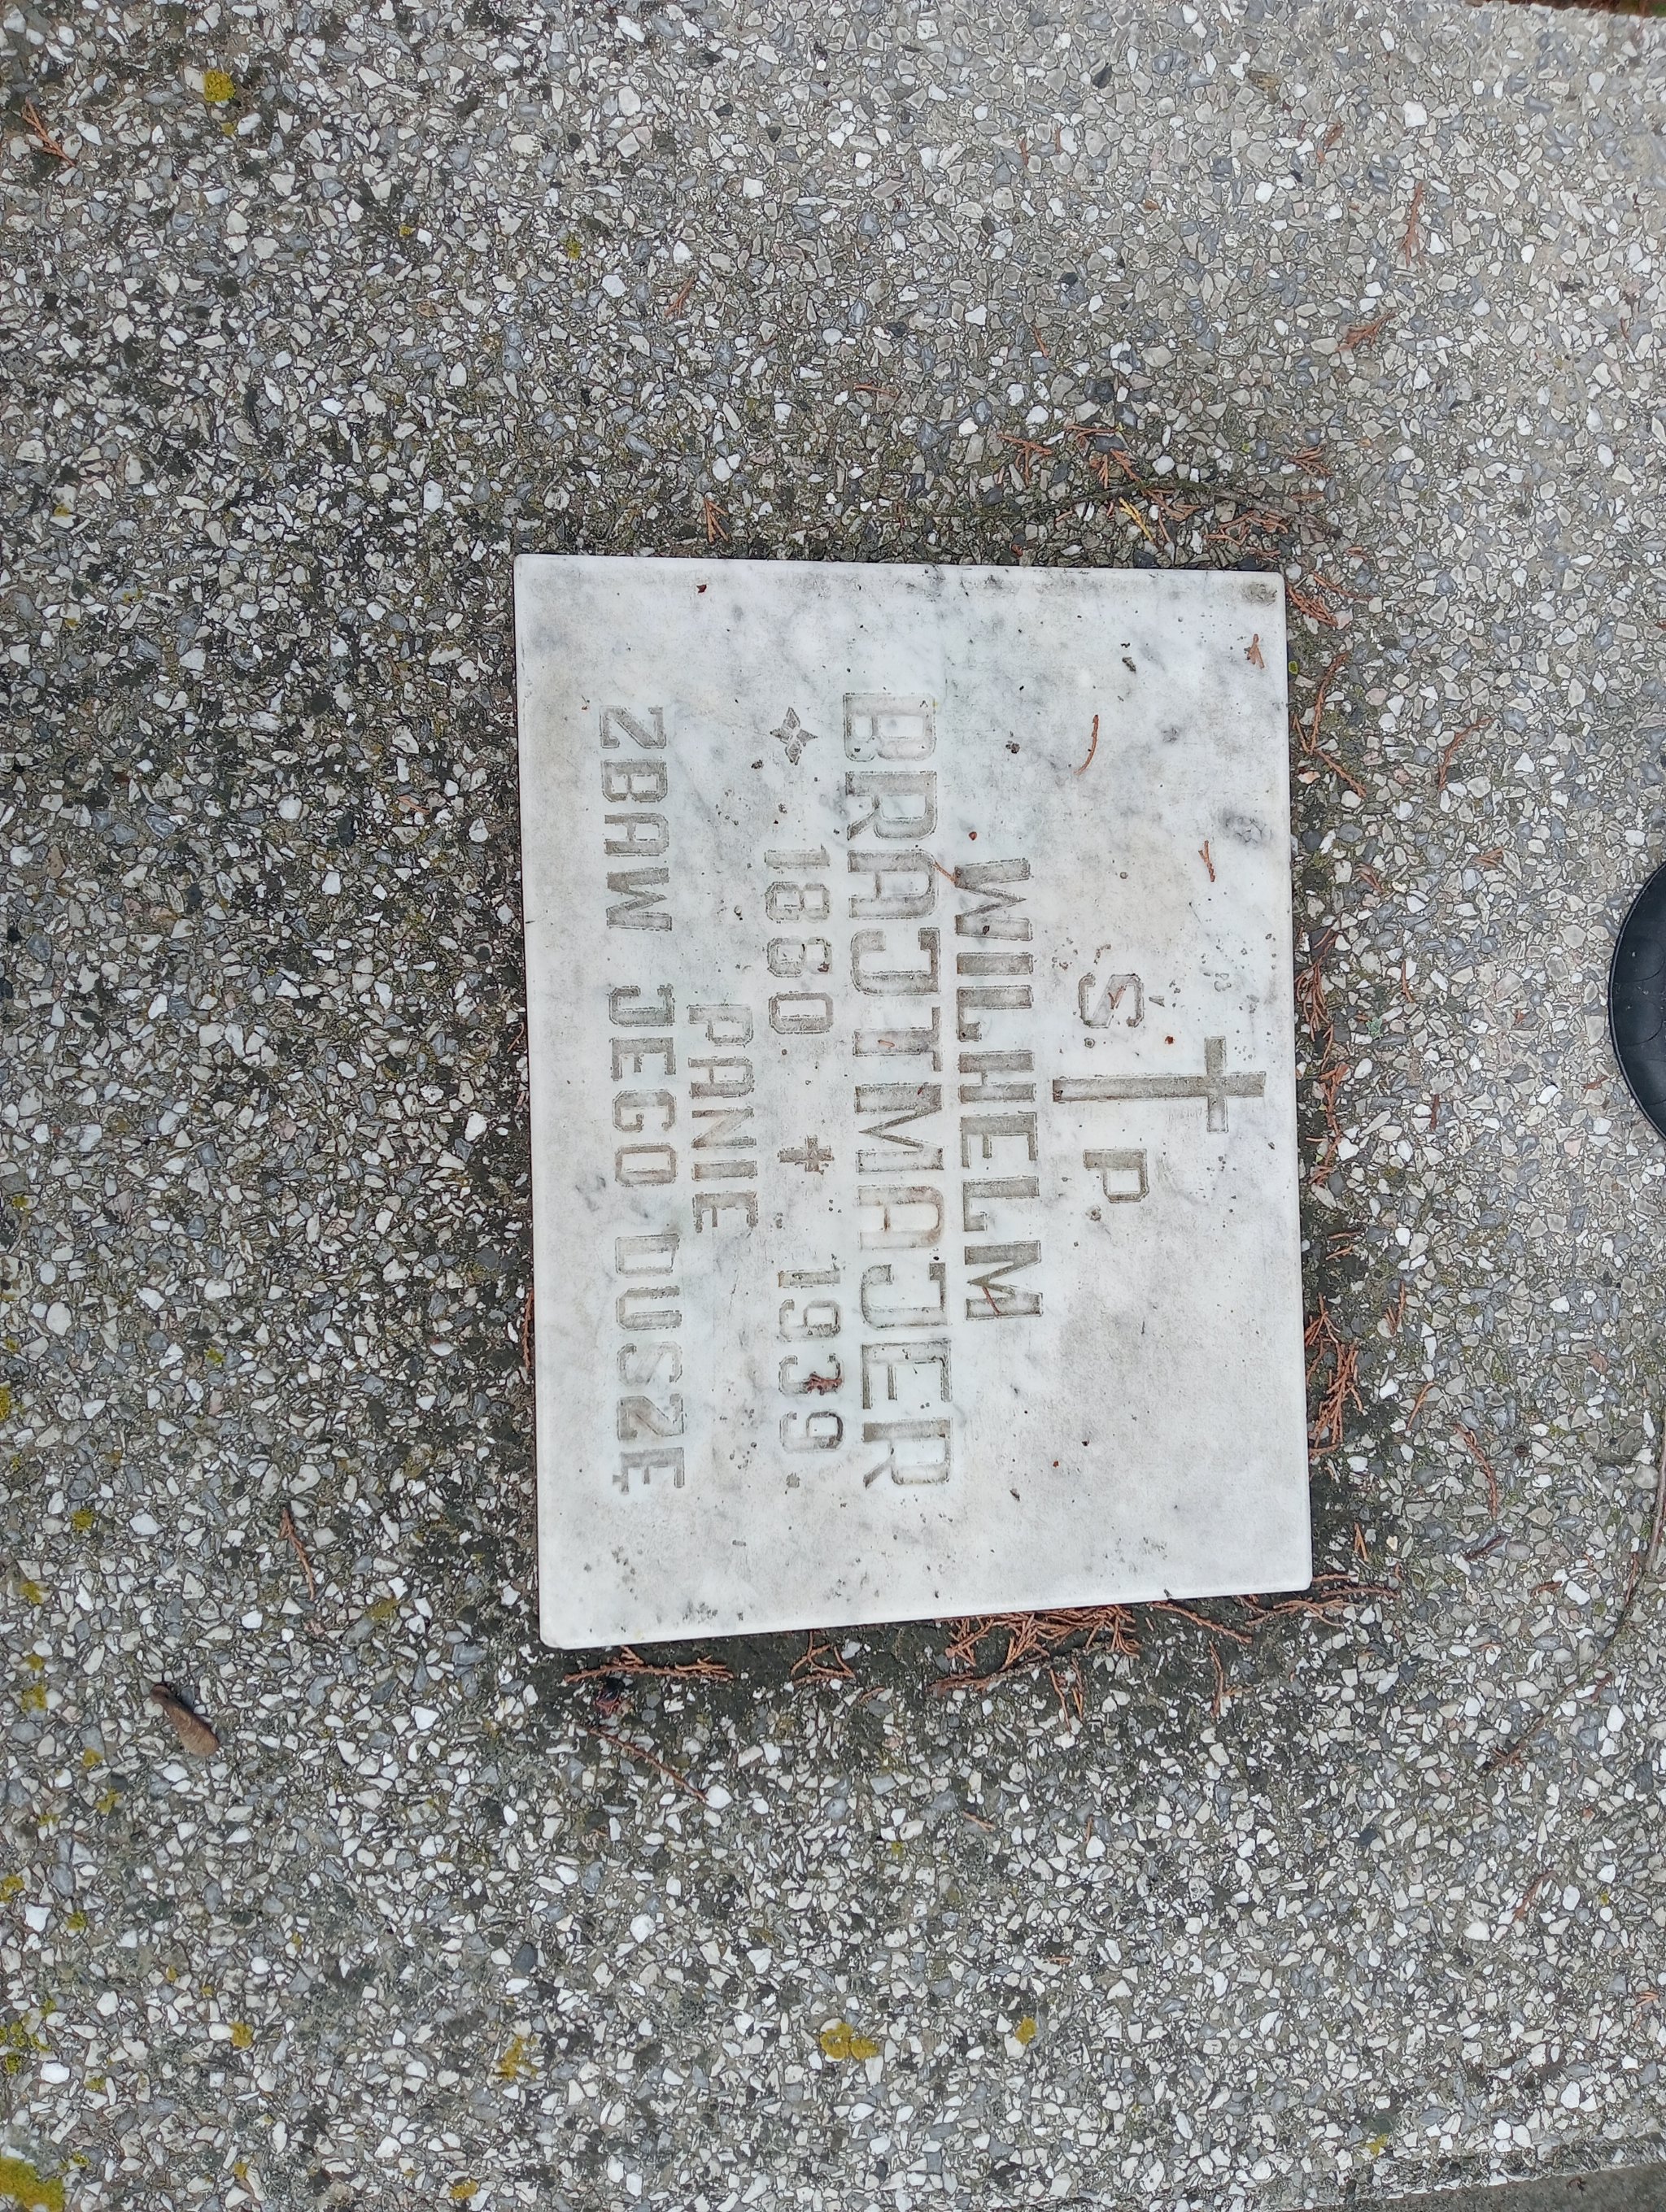 Ś. P
WILHELM
BRAJTMAJER
1880 1939.
PANIE
ZBAW JEGO DUSZĘ